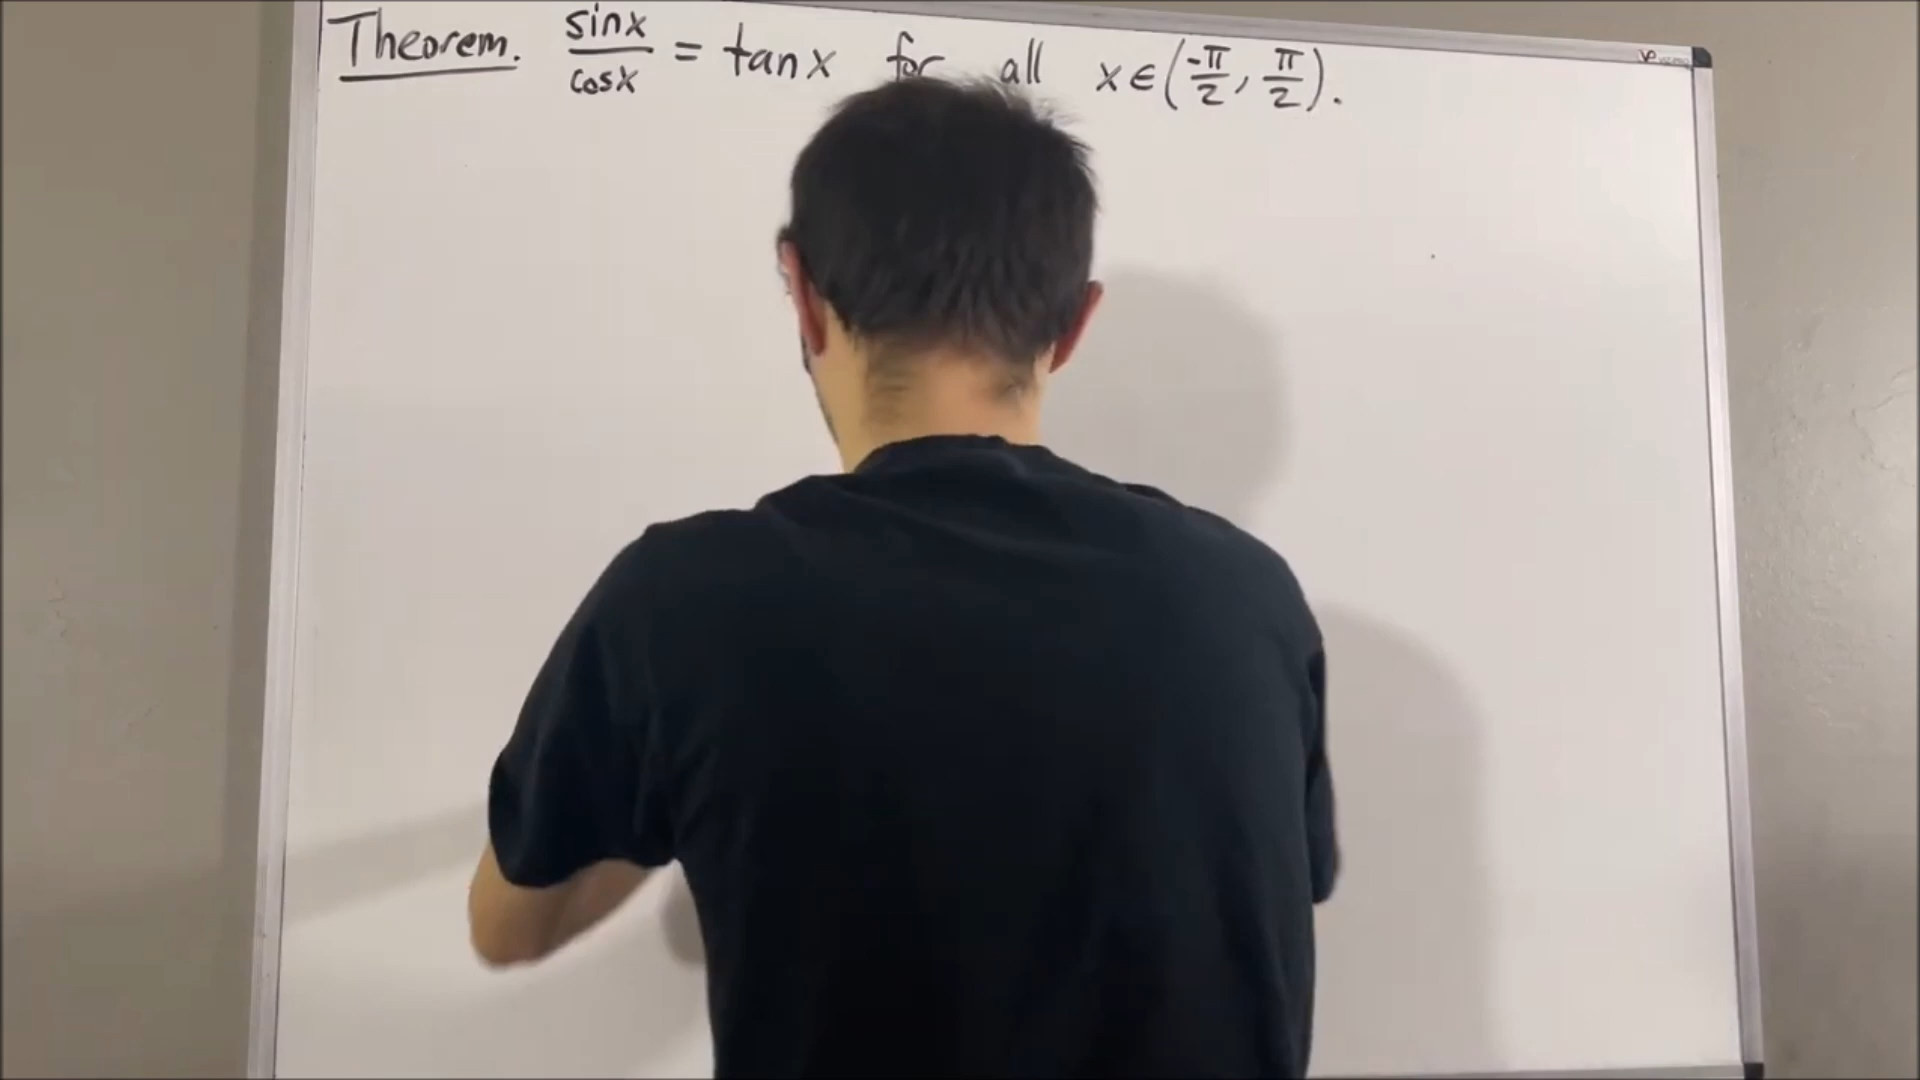 Theorem. sinx/cosx = tanx for all x∈(-π/2, π/2).